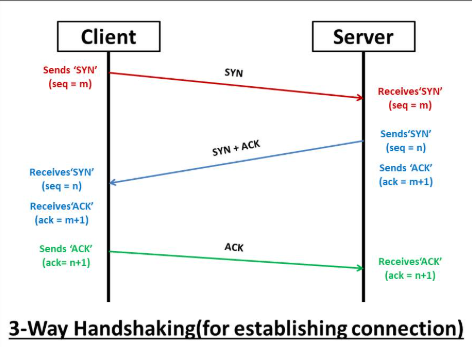 Client
Server
Sends ‘SYN’
(seq = m)
SYN
Receives‘SYN’
(seq = m)
Sends‘SYN’
(seq = n)
SYN + ACK
Sends ‘ACK’
(ack = m+1)
Receives‘SYN’
(seq = n)
Receives‘ACK’
(ack = m+1)
Sends ‘ACK’
(ack= n+1)
ACK
Receives‘ACK’
(ack = n+1)
3-Way Handshaking(for establishing connection)